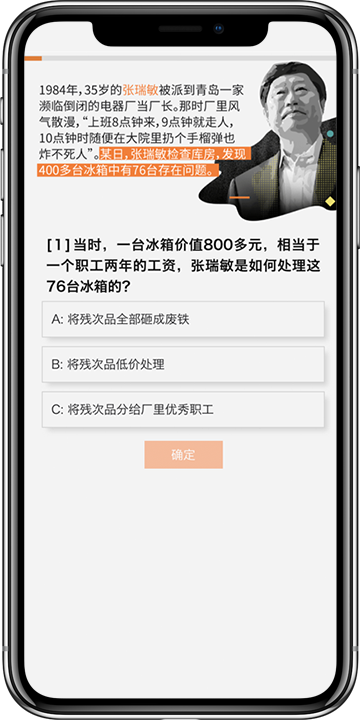 1984年，35岁的张瑞敏被派到青岛一家
濒临倒闭的电器厂当厂长。那时厂里风
气散漫，“上班8点钟来，9点钟就走人，
10点钟时随便在大院里扔个手榴弹也
炸不死人”。某日，张瑞敏检查库房，发现
400多台冰箱中有76台存在问题。
[1]当时，一台冰箱价值800多元，相当于
一个职工两年的工资，张瑞敏是如何处理这
76台冰箱的？
A: 将残次品全部砸成废铁
B: 将残次品低价处理
C: 将残次品分给厂里优秀职工
确定